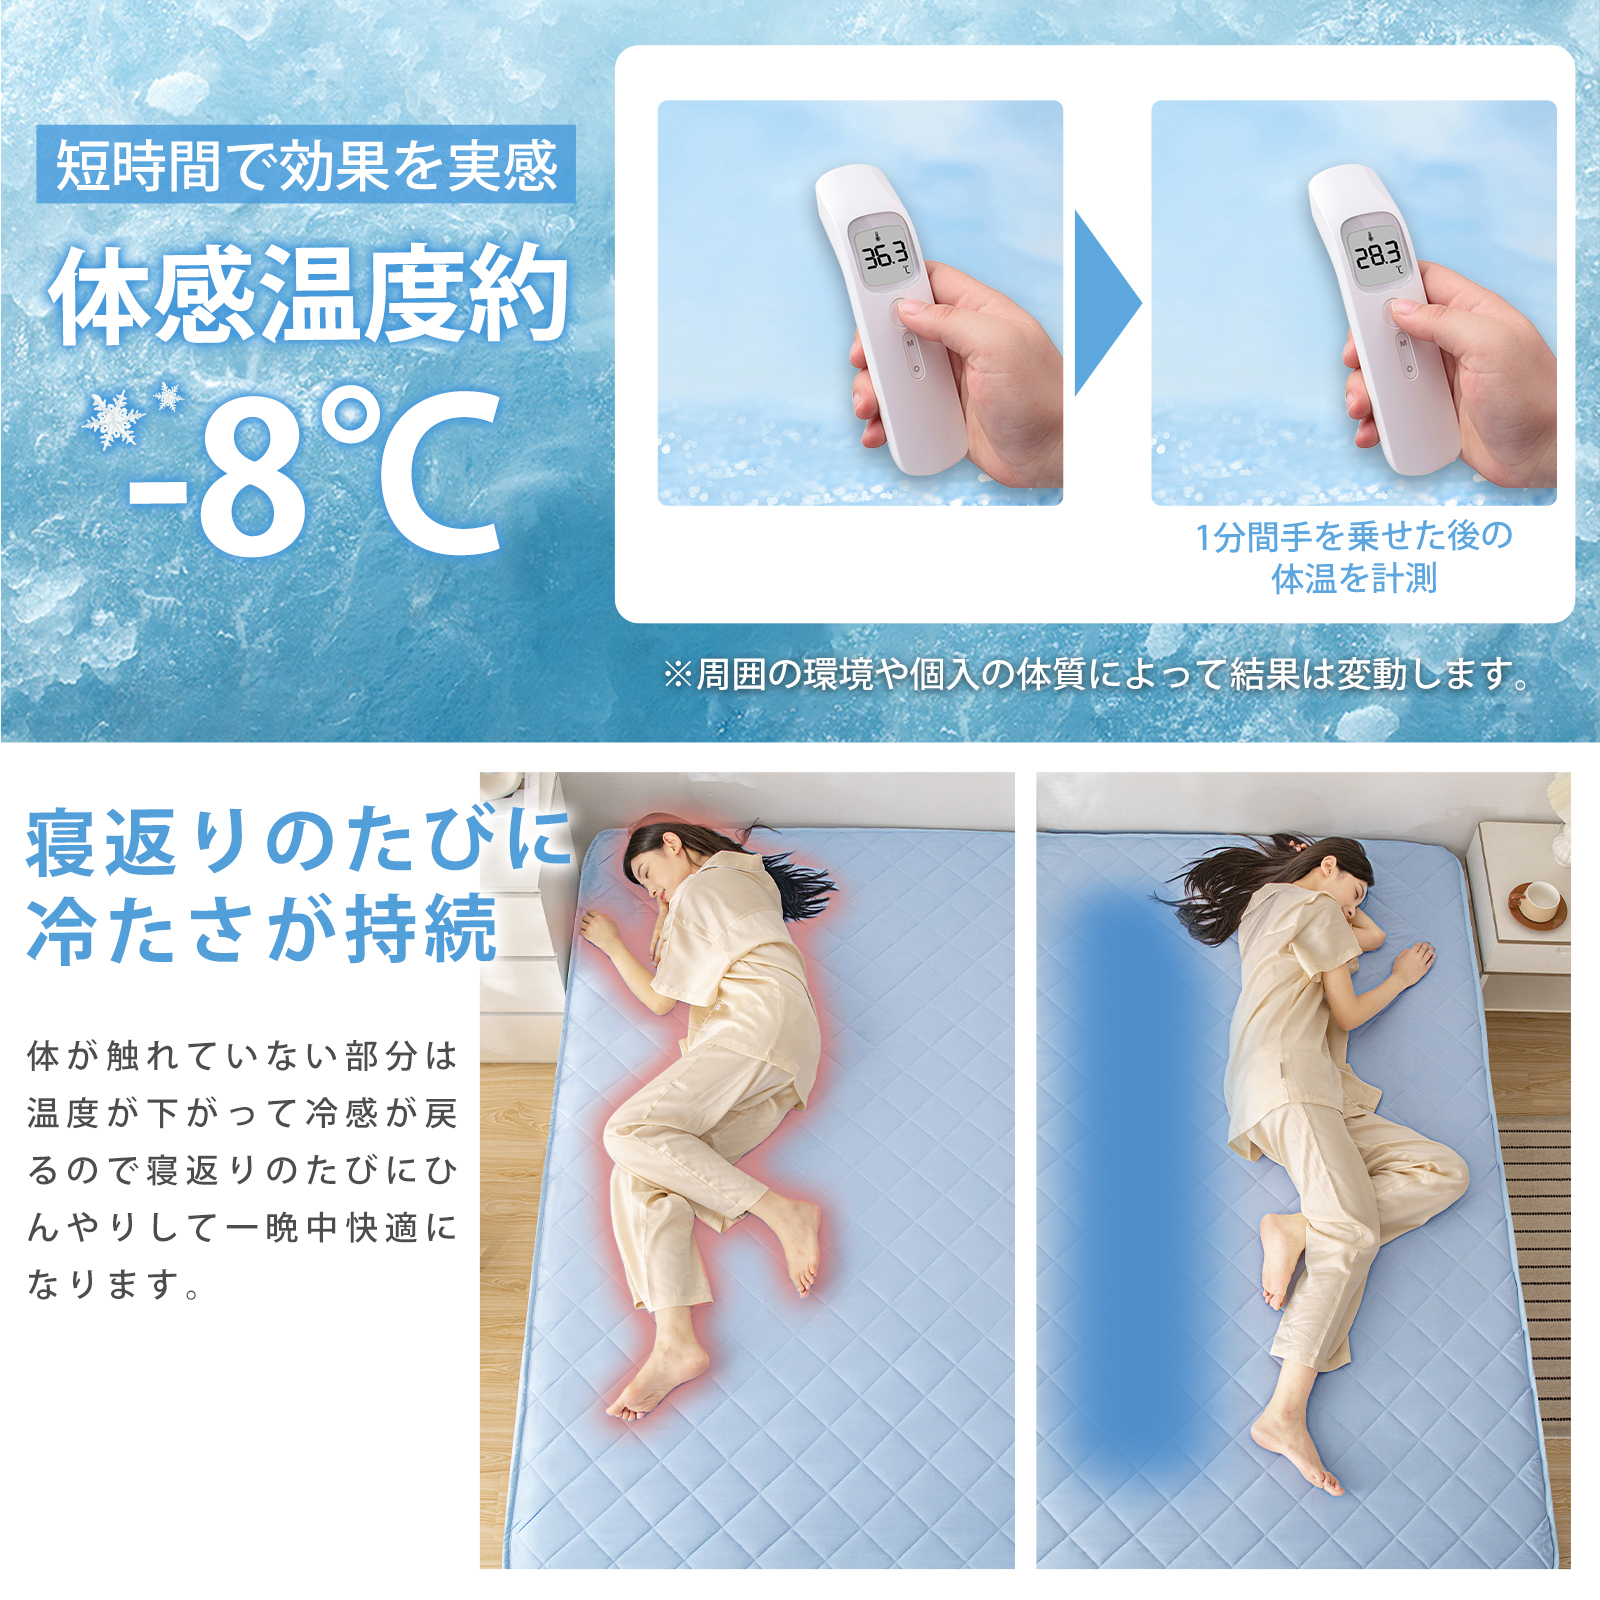 短時間で効果を実感
体感温度約
-8℃
36.3
℃
M
28.3
℃
M
1分間手を乗せた後の
体温を計測
※周囲の環境や個人の体質によって結果は変動します。
寝返りのたびに
冷たさが持続
体が触れていない部分は
温度が下がって冷感が戻
るので寝返りのたびにひ
んやりして一晩中快適に
なります。